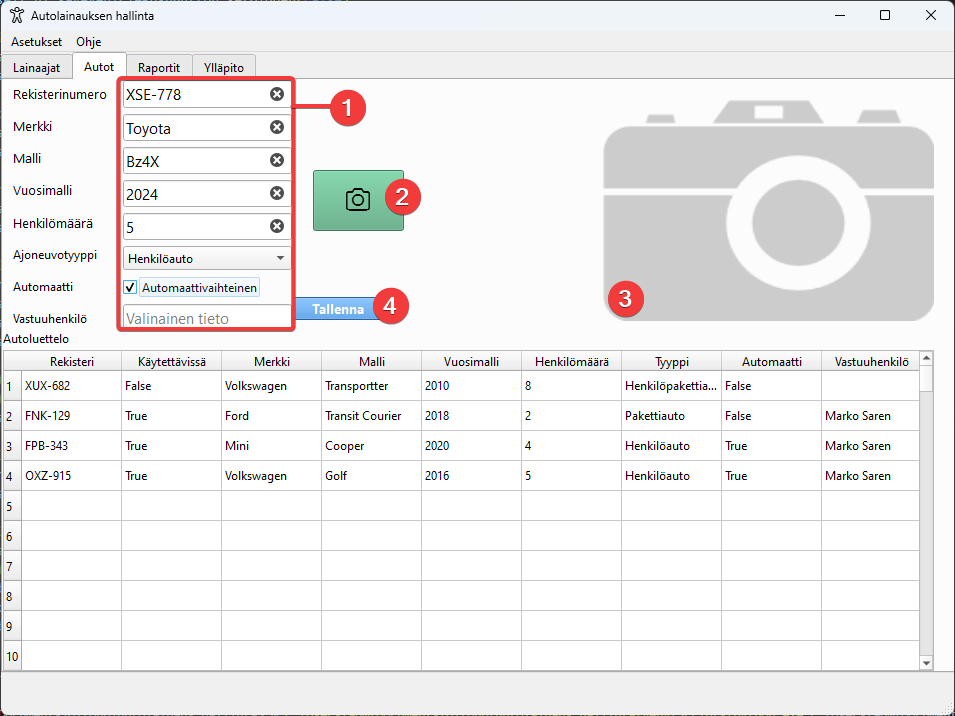 Autolainauksen hallinta
Asetukset Ohje
Lainaajat Autot Raportit Ylläpito
Rekisterinumero XSE-778 1
Merkki Toyota
Malli Bz4X
Vuosimalli 2024 2
Henkilömäärä 5
Ajoneuvotyyppi Henkilöauto
Automaatti Automaattivaihteinen 3
Vastuuhenkilö Valinainen tieto Tallenna 4
Autoluettelo
Rekisteri Käytettävissä Merkki Malli Vuosimalli Henkilömäärä Tyyppi Automaatti Vastuuhenkilö
1 XUX-682 False Volkswagen Transportter 2010 8 Henkilöpakettia... False
2 FNK-129 True Ford Transit Courier 2018 2 Pakettiauto False Marko Saren
3 FPB-343 True Mini Cooper 2020 4 Henkilöauto True Marko Saren
4 OXZ-915 True Volkswagen Golf 2016 5 Henkilöauto True Marko Saren
5
6
7
8
9
10